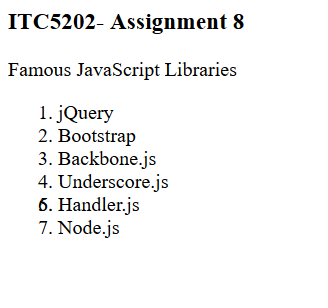 ITC5202- Assignment 8
Famous JavaScript Libraries
1. jQuery
2. Bootstrap
3. Backbone.js
4. Underscore.js
6. Handler.js
7. Node.js